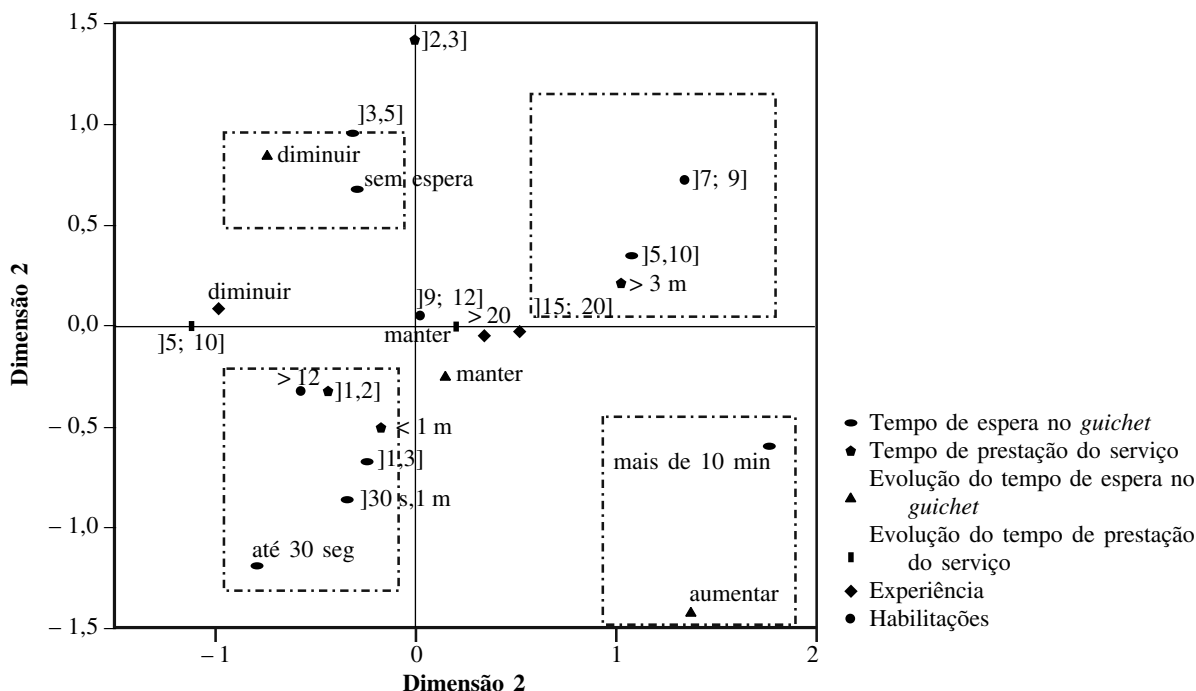 1,5
]2,3]
]3,5]
1,0
diminuir
sem espera
]7; 9]
0,5
]5,10]
> 3 m
diminuir
]9; 12]
> 20
]15; 20]
0,0
manter
]5; 10]
manter
> 12
]1,2]
– 0,5
< 1 m
mais de 10 min
]1,3]
]30 s,1 m
– 1,0
até 30 seg
aumentar
– 1,5
– 1
0
1
2
Dimensão 2
Dimensão 2
Tempo de espera no guichet
Tempo de prestação do serviço
Evolução do tempo de espera no
guichet
Evolução do tempo de prestação
do serviço
Experiência
Habilitações